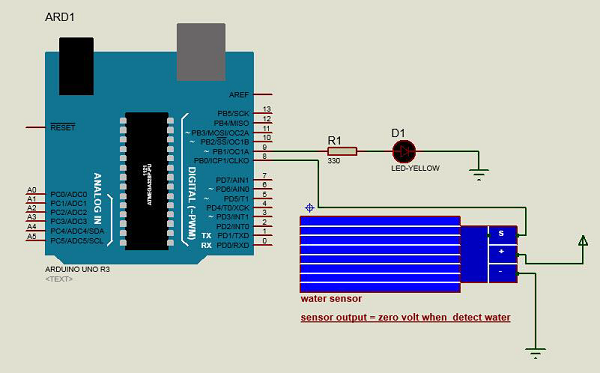 ARD1
AREF
RESET
13
PB5/SCK
12
PB4/MISO
11
~ PB3/MOSI/OC2A
10
~ PB2/SS/OC1B
9
~ PB1/OC1A
8
PB0/ICP1/CLKO
7
PD7/AIN1
6
~ PD6/AIN0
5
~ PD5/T1
4
PD4/T0/XCK
3
~ PD3/INT1
2
PD2/INT0
1
TX PD1/TXD
0
RX PD0/RXD
A0
PC0/ADC0
A1
PC1/ADC1
A2
PC2/ADC2
A3
PC3/ADC3
A4
PC4/ADC4/SDA
A5
PC5/ADC5/SCL
ANALOG IN
DIGITAL (~PWM)
ARDUINO UNO R3
<TEXT>
R1
330
D1
LED-YELLOW
S
+
-
water sensor
sensor output = zero volt when detect water